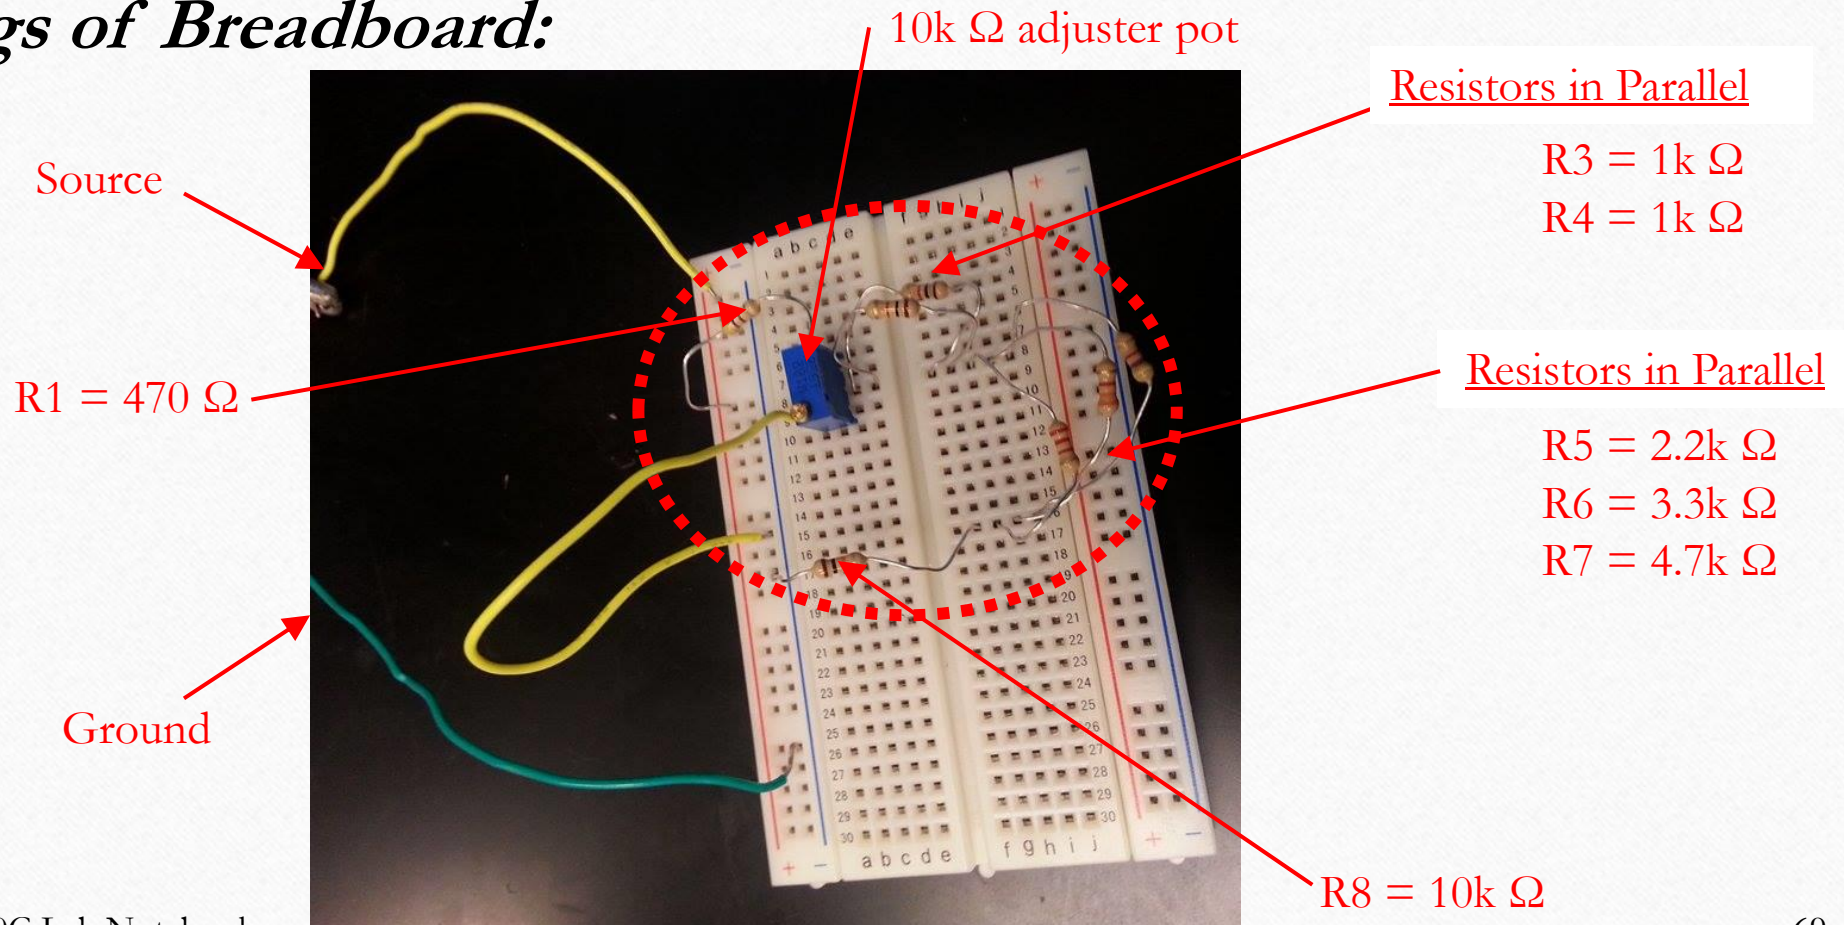 of Breadboard:
10k Ω adjuster pot
Resistors in Parallel
R3 = 1k Ω
R4 = 1k Ω
Source
R1 = 470 Ω
Resistors in Parallel
R5 = 2.2k Ω
R6 = 3.3k Ω
R7 = 4.7k Ω
Ground
R8 = 10k Ω
a b c d e
f g h i j